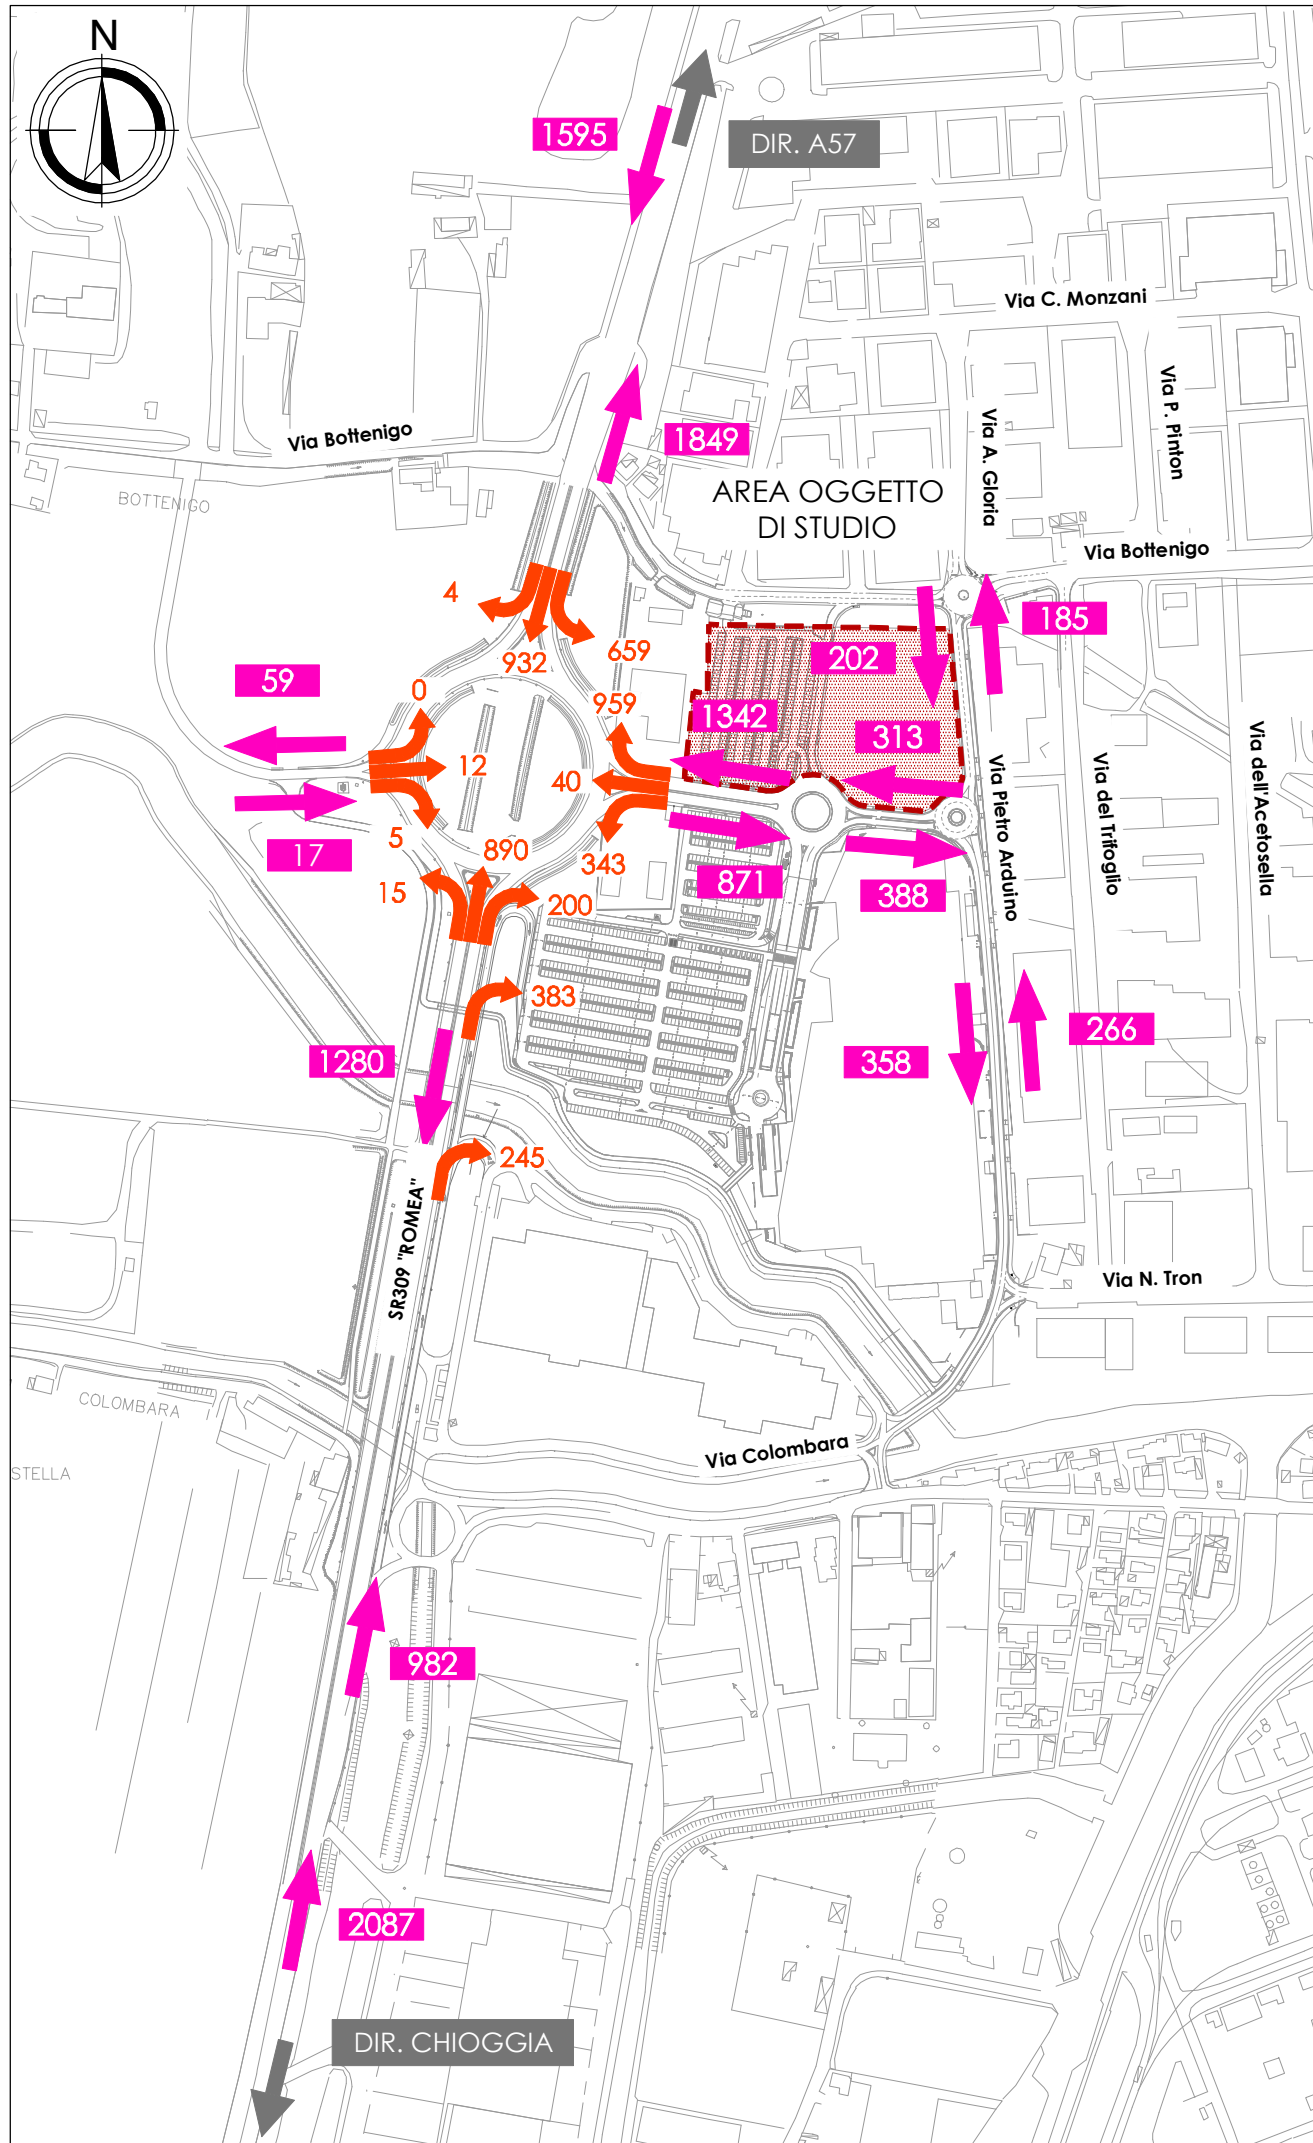 N
1595
DIR. A57
Via C. Monzani
Via Bottenigo
1849
Via A. Gloria
Via P. Pinton
BOTTENIGO
AREA OGGETTO
DI STUDIO
Via Bottenigo
4
185
932
659
202
59
0
959
1342
313
12
40
Via Pietro Arduino
Via del Trifoglio
Via dell'Acetosella
17
5
890
343
15
200
871
388
383
1280
358
266
245
SR309 "ROMEA"
Via N. Tron
COLOMBARA
Via Colombara
STELLA
982
2087
DIR. CHIOGGIA